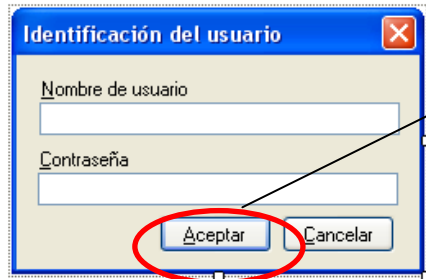 Identificación del usuario
Nombre de usuario
Contraseña
Aceptar Cancelar